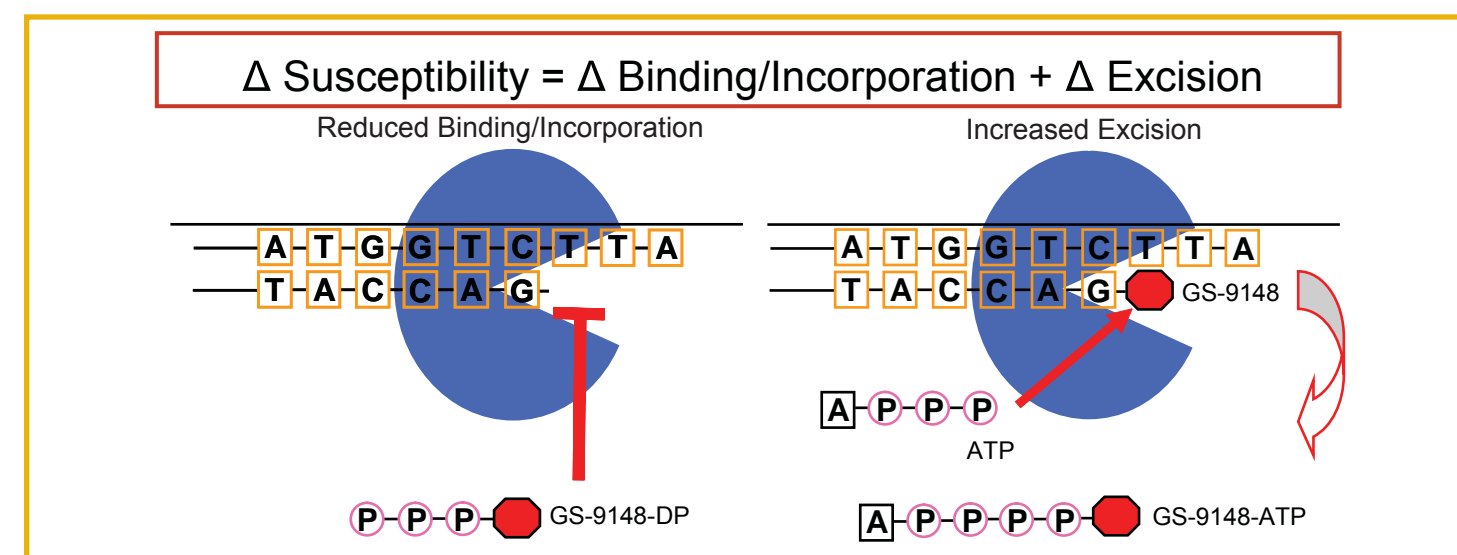 Δ Susceptibility = Δ Binding/Incorporation + Δ Excision
Reduced Binding/Incorporation
A-T-G-G-T-C-T-T-A
T-A-C-C-A-G-
P-P-P- GS-9148-DP
Increased Excision
A-T-G-G-T-C-T-T-A
T-A-C-C-A-G- GS-9148
A-P-P-P
ATP
A-P-P-P-P- GS-9148-ATP